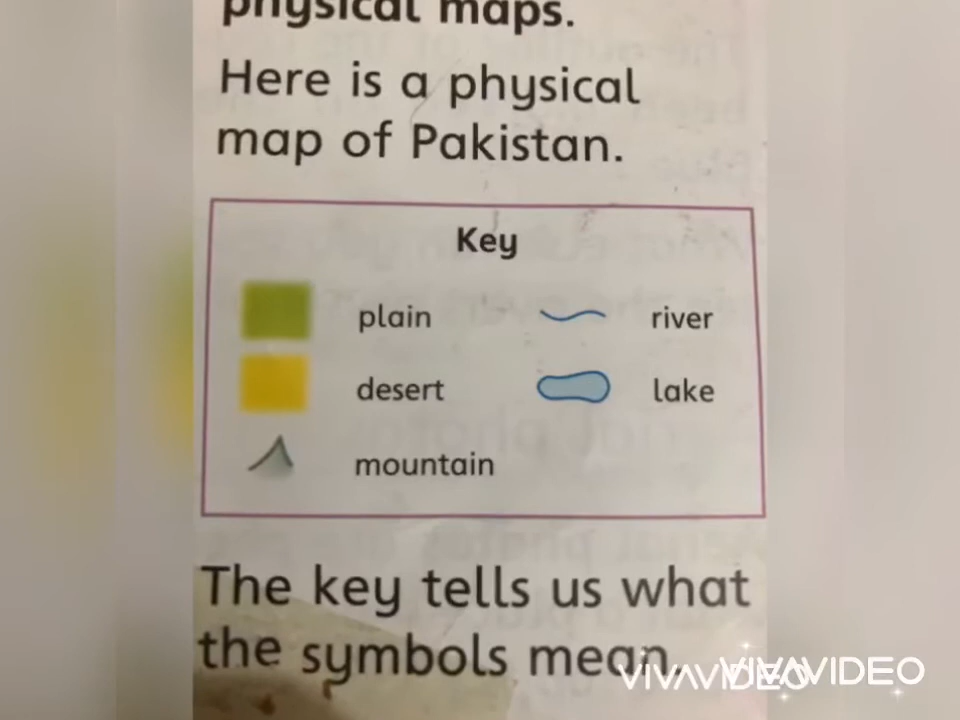 physical maps.
Here is a physical
map of Pakistan.
Key
plain
river
desert
lake
mountain
The key tells us what
the symbols mean.
VIVAVIDEO
VIVAVIDEO